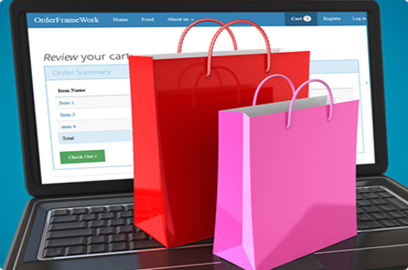 OrderFrameWork Home Food About us Cart Register Log in
Review your cart
Order Summary
Item Name
Item 1
Item 2
item 4
Total
Check Out »